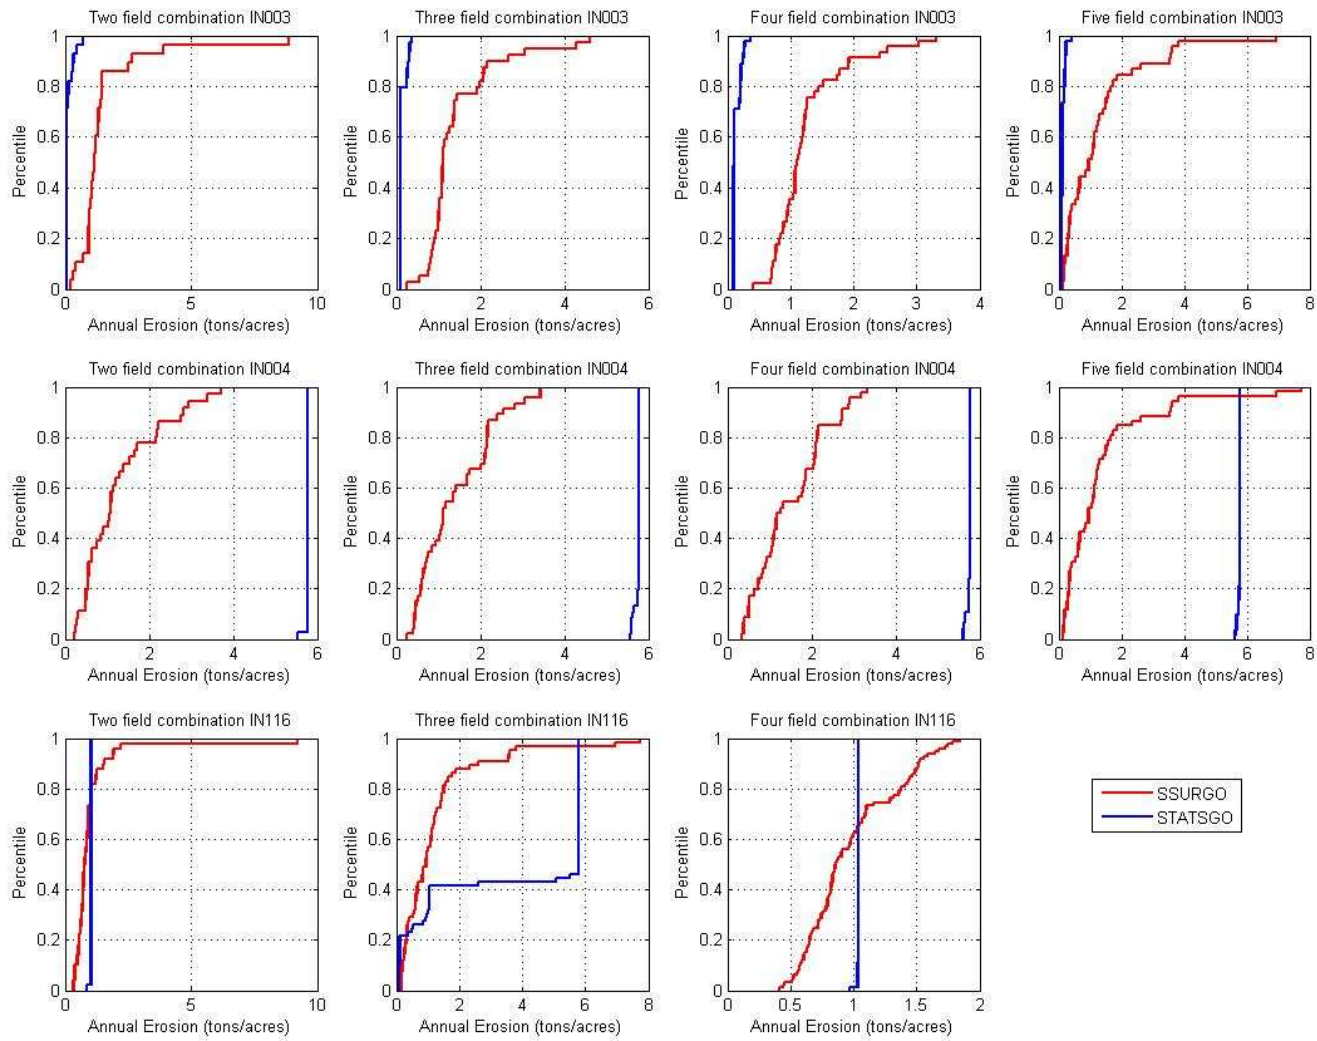 Two field combination IN003
Three field combination IN003
Four field combination IN003
Five field combination IN003
1
0.8
0.6
0.4
0.2
0
Percentile
0 5 10
Annual Erosion (tons/acres)
1
0.8
0.6
0.4
0.2
0
Percentile
0 2 4 6
Annual Erosion (tons/acres)
1
0.8
0.6
0.4
0.2
0
Percentile
0 1 2 3 4
Annual Erosion (tons/acres)
1
0.8
0.6
0.4
0.2
0
Percentile
0 2 4 6 8
Annual Erosion (tons/acres)
Two field combination IN004
Three field combination IN004
Four field combination IN004
Five field combination IN004
1
0.8
0.6
0.4
0.2
0
Percentile
0 2 4 6
Annual Erosion (tons/acres)
1
0.8
0.6
0.4
0.2
0
Percentile
0 2 4 6
Annual Erosion (tons/acres)
1
0.8
0.6
0.4
0.2
0
Percentile
0 2 4 6
Annual Erosion (tons/acres)
1
0.8
0.6
0.4
0.2
0
Percentile
0 2 4 6 8
Annual Erosion (tons/acres)
Two field combination IN116
Three field combination IN116
Four field combination IN116
1
0.8
0.6
0.4
0.2
0
Percentile
0 5 10
Annual Erosion (tons/acres)
1
0.8
0.6
0.4
0.2
0
Percentile
0 2 4 6 8
Annual Erosion (tons/acres)
1
0.8
0.6
0.4
0.2
0
Percentile
0 0.5 1 1.5 2
Annual Erosion (tons/acres)
SSURGO
STATSGO